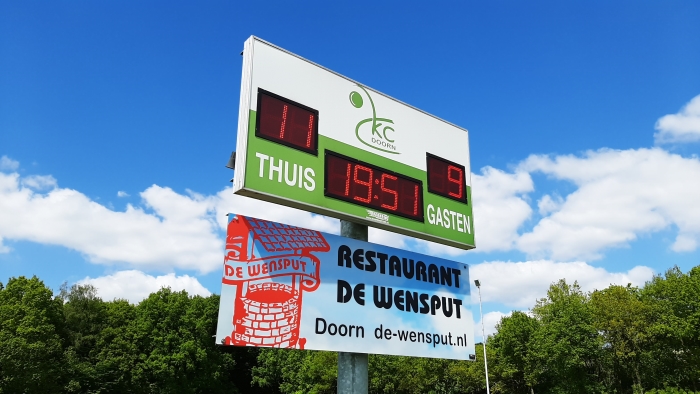 KC
DOORN
11
19:51
9
THUIS
GASTEN
DE WENSPUT
RESTAURANT
DE WENSPUT
Doorn de-wensput.nl